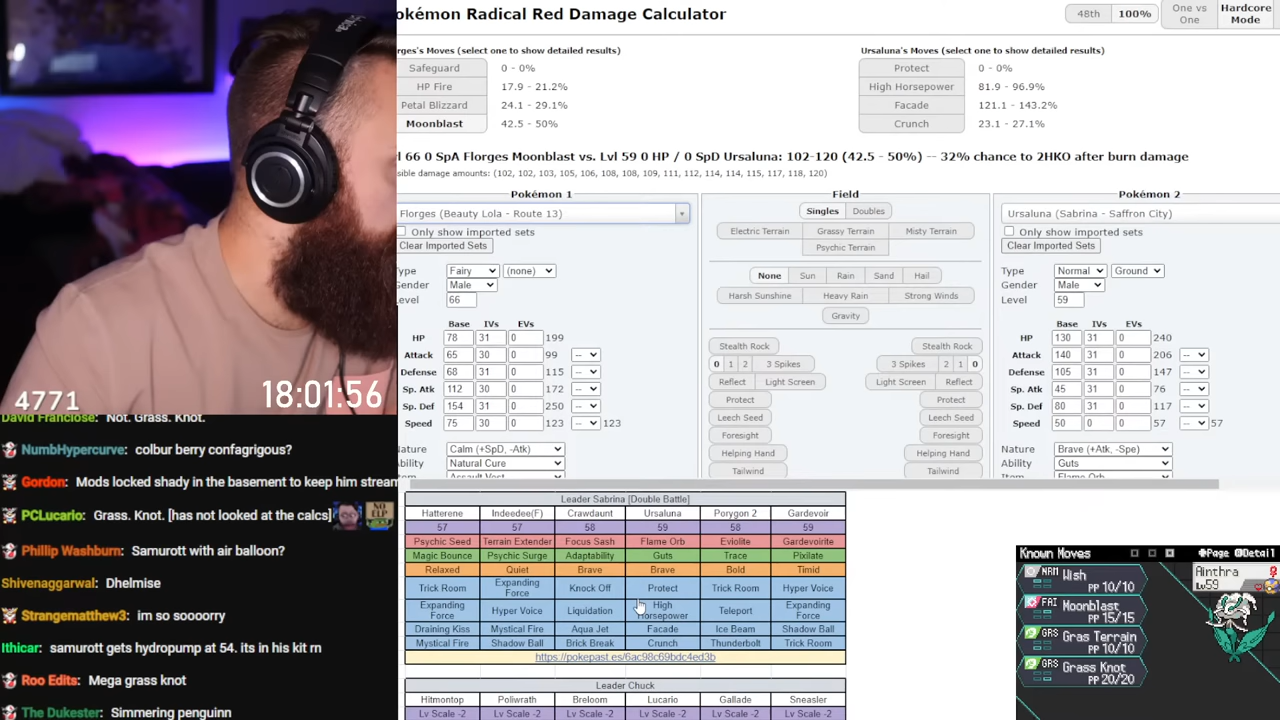 okémon Radical Red Damage Calculator
48th
100%
One vs One
Hardcore Mode
orges's Moves (select one to show detailed results)
Safeguard 0 - 0%
HP Fire 17.9 - 21.2%
Petal Blizzard 24.1 - 29.1%
Moonblast 42.5 - 50%
Ursaluna's Moves (select one to show detailed results)
Protect 0 - 0%
High Horsepower 81.9 - 96.9%
Facade 121.1 - 143.2%
Crunch 23.1 - 27.1%
l 66 0 SpA Florges Moonblast vs. Lvl 59 0 HP / 0 SpD Ursaluna: 102-120 (42.5 - 50%) -- 32% chance to 2HKO after burn damage
sible damage amounts: (102, 102, 103, 105, 106, 108, 108, 109, 111, 112, 114, 114, 115, 117, 118, 120)
Pokémon 1
Florges (Beauty Lola - Route 13)
Only show imported sets
Clear Imported Sets
Type Fairy (none)
Gender Male
Level 66
Base IVs EVs
HP 78 31 0 199
Attack 65 30 0 99 --
Defense 68 31 0 115 --
Sp. Atk 112 30 0 172 --
Sp. Def 154 31 0 250 --
Speed 75 30 0 123 -- 123
Nature Calm (+SpD, -Atk)
Ability Natural Cure
Item Assault Vest
Field
Singles Doubles
Electric Terrain Grassy Terrain Misty Terrain
Psychic Terrain
None Sun Rain Sand Hail
Harsh Sunshine Heavy Rain Strong Winds
Gravity
Stealth Rock Stealth Rock
0 1 2 3 Spikes 3 Spikes 2 1 0
Reflect Light Screen Light Screen Reflect
Protect Protect
Leech Seed Leech Seed
Foresight Foresight
Helping Hand Helping Hand
Tailwind Tailwind
Pokémon 2
Ursaluna (Sabrina - Saffron City)
Only show imported sets
Clear Imported Sets
Type Normal Ground
Gender Male
Level 59
Base IVs EVs
HP 130 31 0 240
Attack 140 31 0 206 --
Defense 105 31 0 147 --
Sp. Atk 45 31 0 76 --
Sp. Def 80 31 0 117 --
Speed 50 31 0 57 -- 57
Nature Brave (+Atk, -Spe)
Ability Guts
Item Flame Orb
4771
18:01:56
David Franclose: Not. Grass. Knot.
NumbHypercurve: colbur berry confagrigous?
Gordon: Mods locked shady in the basement to keep him stream
PCLucario: Grass. Knot. [has not looked at the calcs]
NO ELP
Phillip Washburn: Samurott with air balloon?
Shivenaggarwal: Dhelmise
Strangematthew3: im so soooorry
Ithicar: samurott gets hydropump at 54. its in his kit rn
Roo Edits: Mega grass knot
The Dukester: Simmering penguinn
Leader Sabrina [Double Battle]
Hatterene Indeedee(F) Crawdaunt Ursaluna Porygon 2 Gardevoir
57 57 58 59 58 59
Psychic Seed Terrain Extender Focus Sash Flame Orb Eviolite Gardevoirite
Magic Bounce Psychic Surge Adaptability Guts Trace Pixilate
Relaxed Quiet Brave Brave Bold Timid
Trick Room Expanding Force Knock Off Protect Trick Room Hyper Voice
Expanding Force Hyper Voice Liquidation High Horsepower Teleport Expanding Force
Draining Kiss Mystical Fire Aqua Jet Facade Ice Beam Shadow Ball
Mystical Fire Shadow Ball Brick Break Crunch Thunderbolt Trick Room
https://pokepast.es/6ac98c69bdc4ed3b
Leader Chuck
Hitmontop Poliwrath Breloom Lucario Gallade Sneasler
Lv Scale -2 Lv Scale -2 Lv Scale -2 Lv Scale -2 Lv Scale -2 Lv Scale -2
Known Moves
Page Detail
NRM Wish
PP 10/10
FAI Moonblast
PP 15/15
GRS Gras Terrain
PP 10/10
GRS Grass Knot
PP 20/20
Ainthra
Lv59